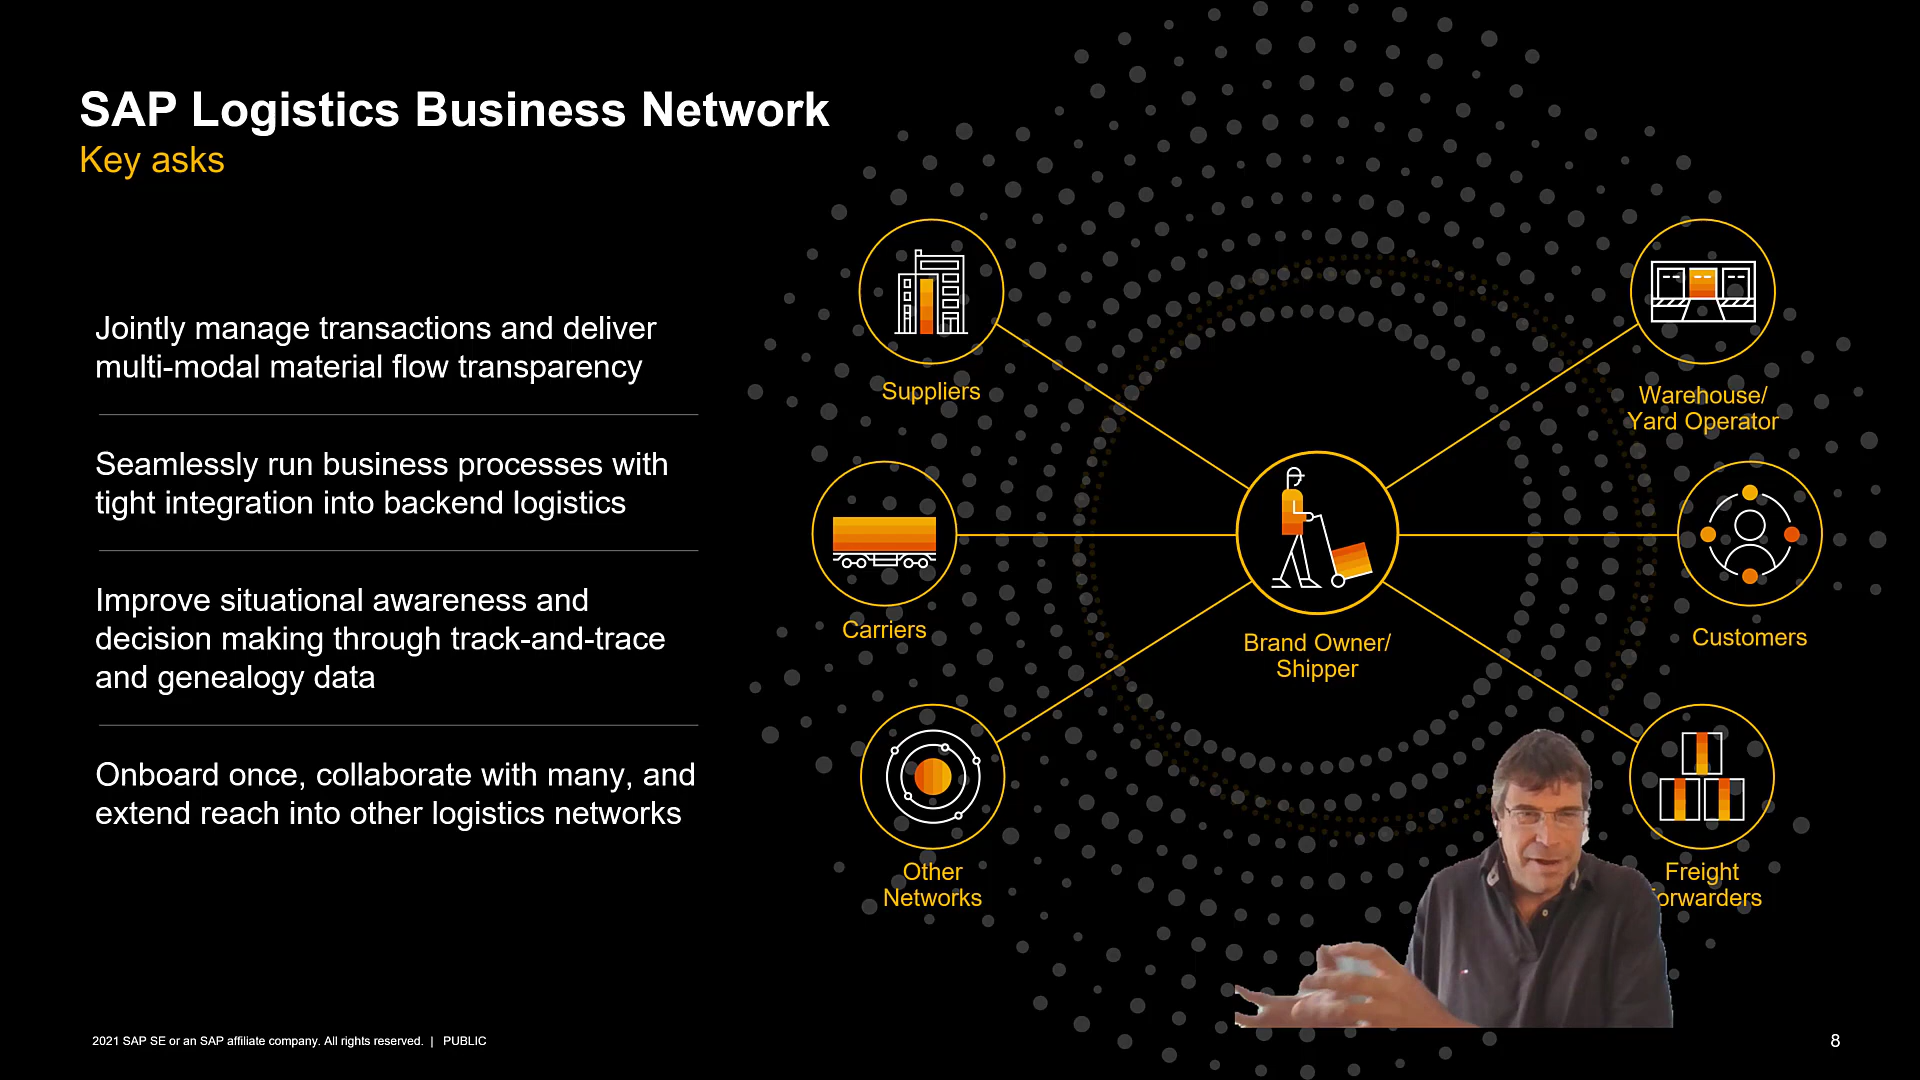 SAP Logistics Business Network
Key asks
Jointly manage transactions and deliver
multi-modal material flow transparency
Seamlessly run business processes with
tight integration into backend logistics
Improve situational awareness and
decision making through track-and-trace
and genealogy data
Onboard once, collaborate with many, and
extend reach into other logistics networks
Suppliers
Warehouse/
Yard Operator
Carriers
Brand Owner/
Shipper
Customers
Other
Networks
Freight
orwarders
2021 SAP SE or an SAP affiliate company. All rights reserved. | PUBLIC
8